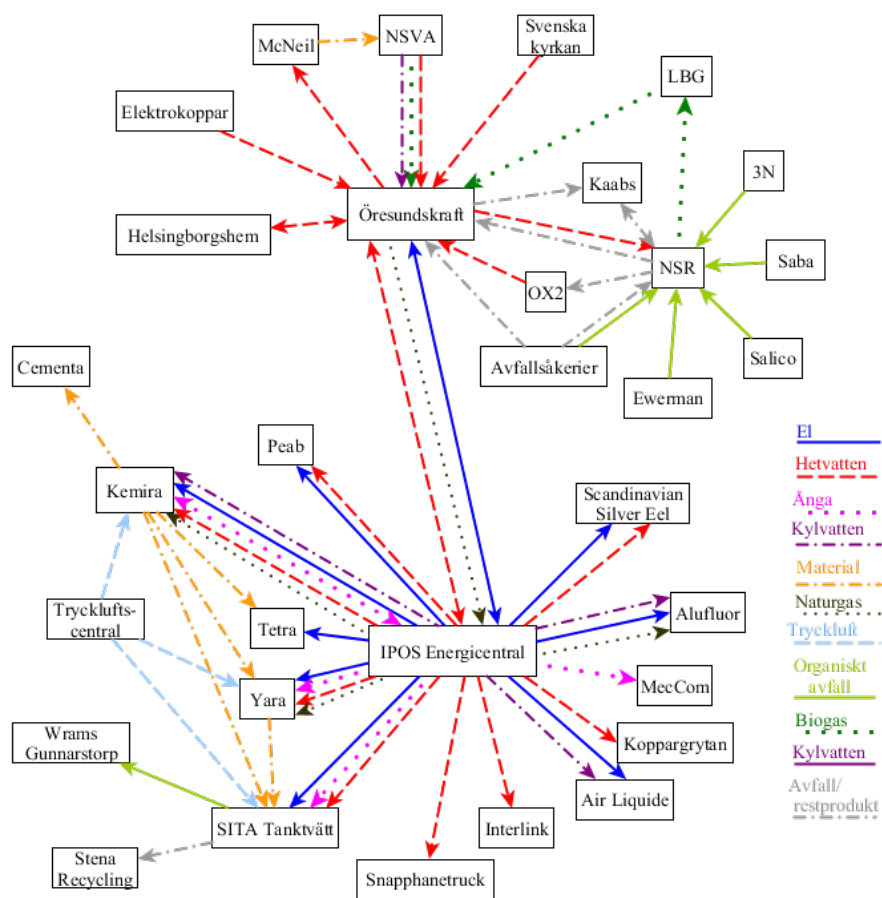 McNeil
NSVA
Svenska
kyrkan
LBG
Elektrokoppar
3N
Kaabs
Öresundskraft
Helsingborgshem
NSR
Saba
OX2
Avfallsåkerier
Salico
Ewerman
Cementa
Peab
Kemira
Scandinavian
Silver Eel
Trycklufts-
central
Tetra
IPOS Energicentral
Alufluor
MecCom
Yara
Wrams
Gunnarstorp
Koppargrytan
Air Liquide
SITA Tanktvätt
Interlink
Stena
Recycling
Snapphanetruck
El
Hetvatten
Ånga
Kylvatten
Material
Naturgas
Tryckluft
Organiskt
avfall
Biogas
Kylvatten
Avfall/
restprodukt